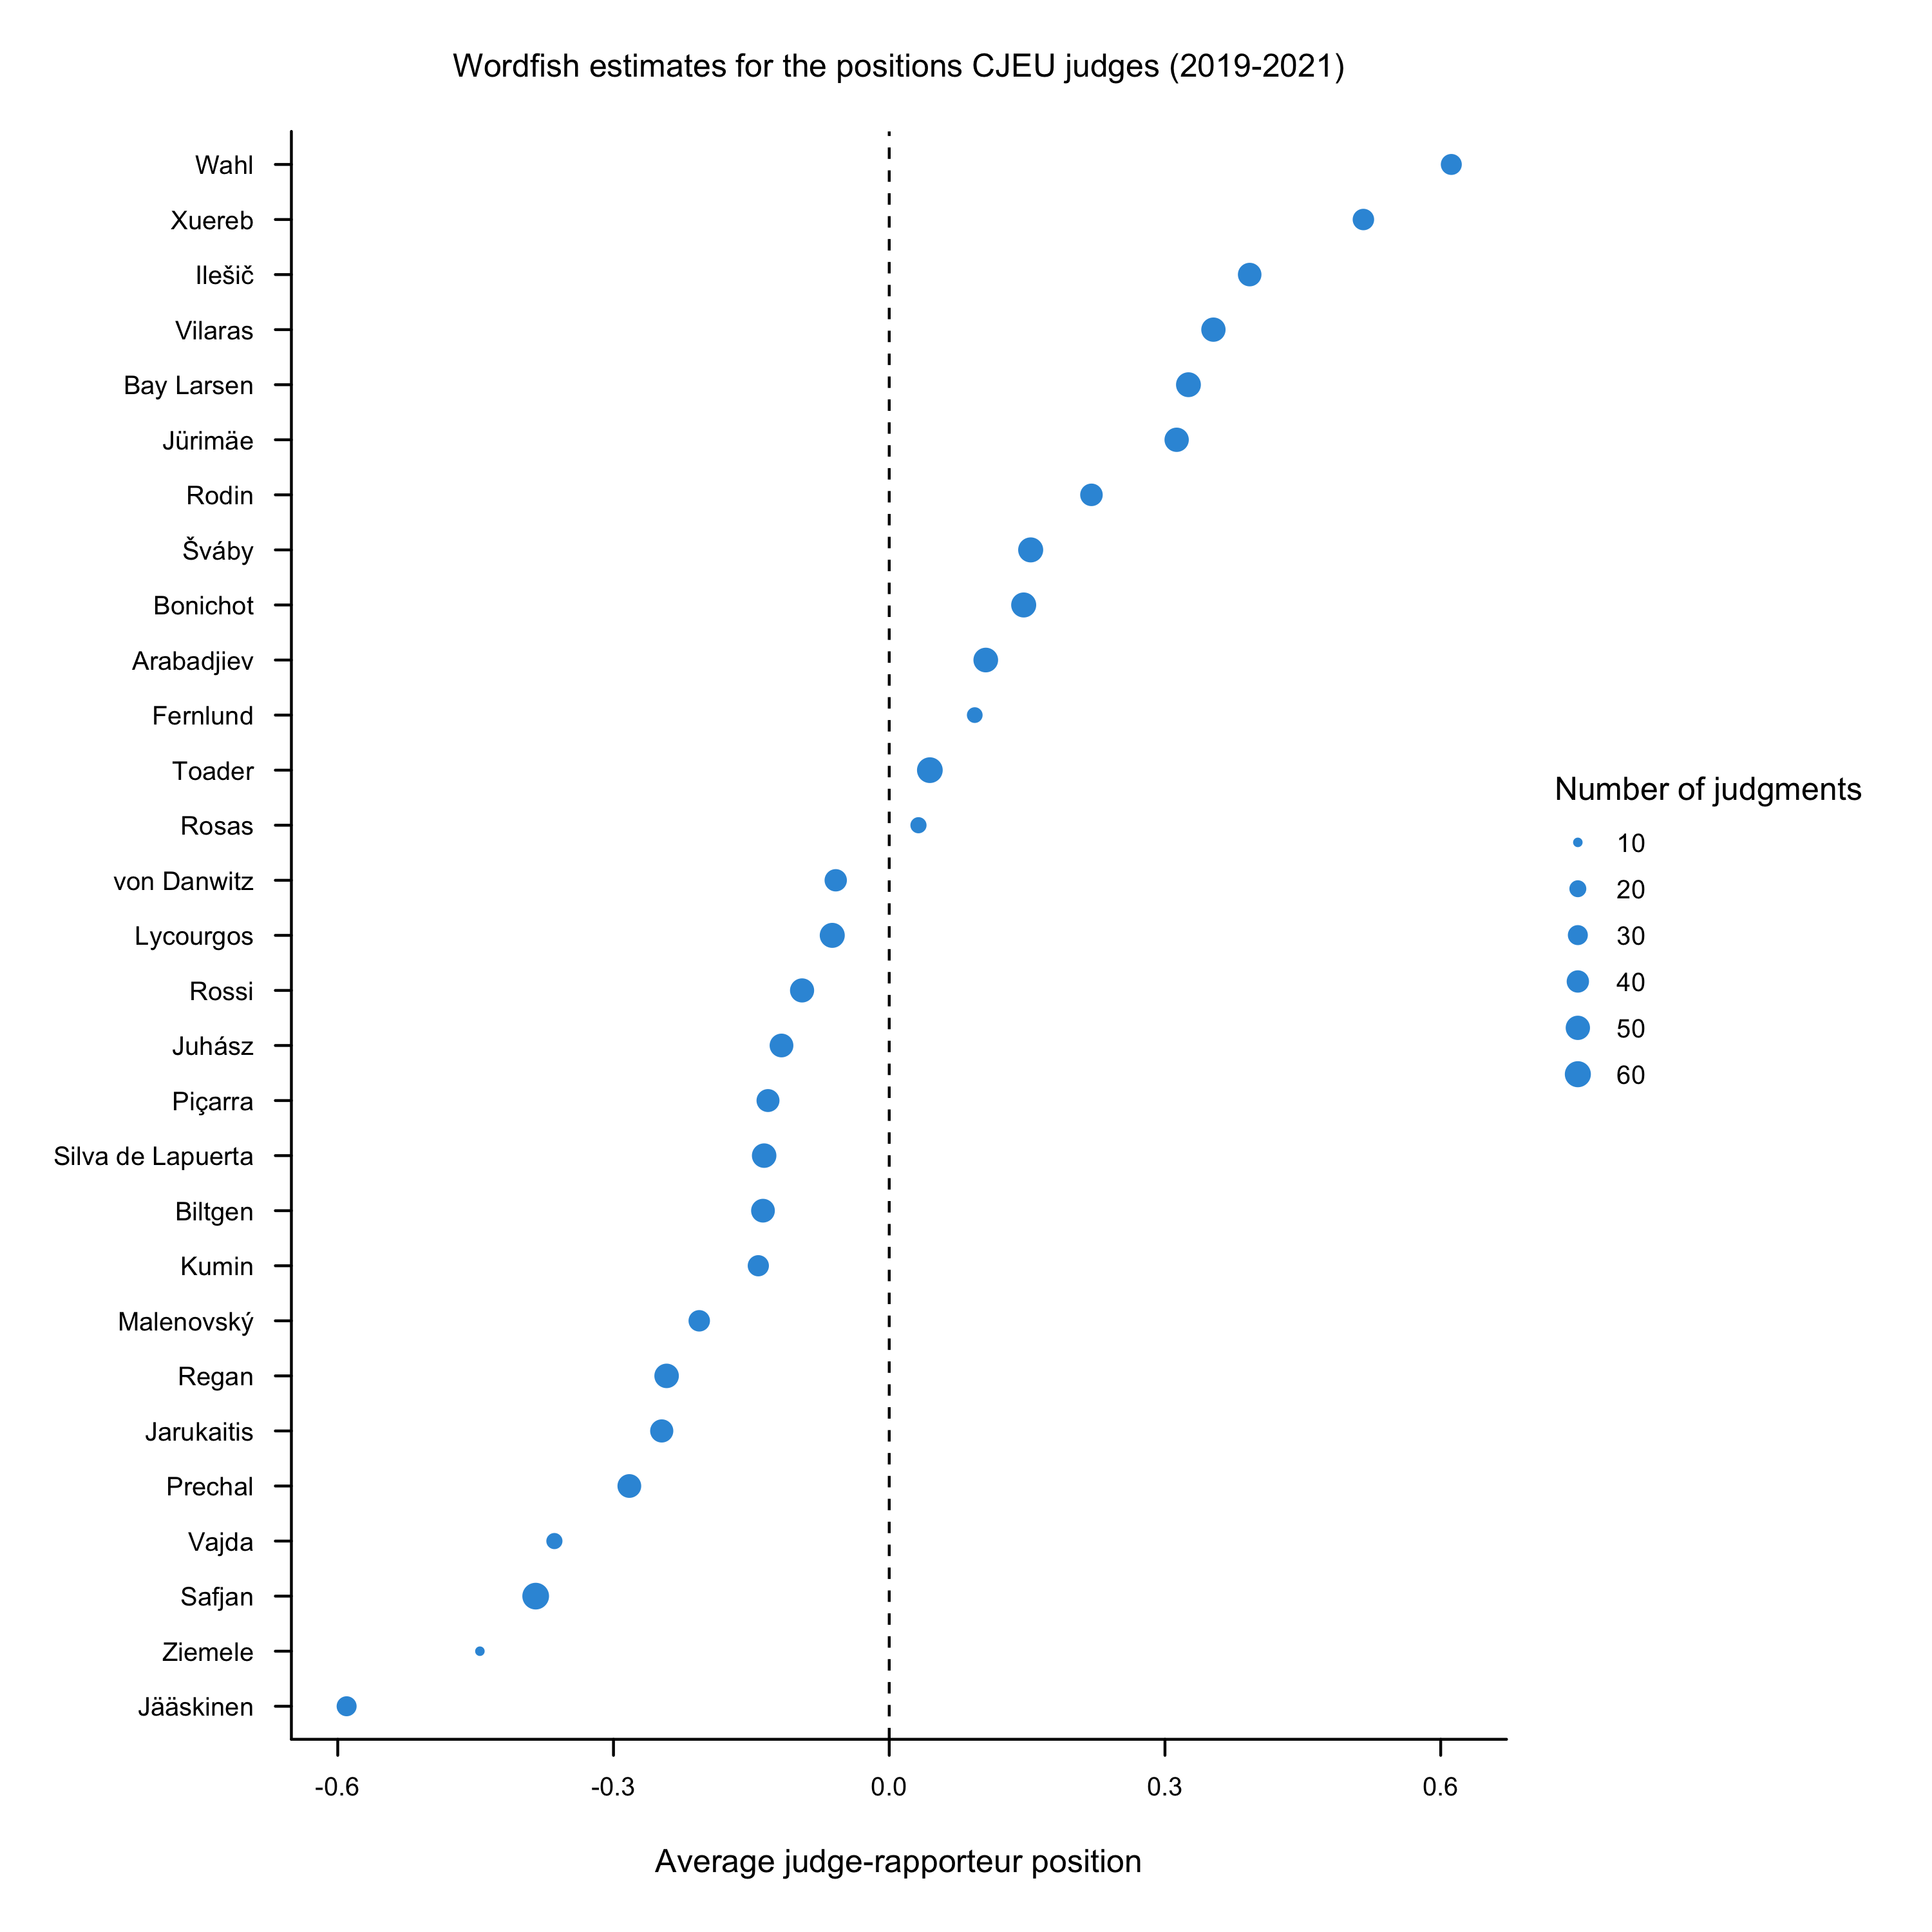 Wordfish estimates for the positions CJEU judges (2019-2021)
Wahl
Xuereb
Ilešič
Vilaras
Bay Larsen
Jürimäe
Rodin
Šváby
Bonichot
Arabadjiev
Fernlund
Toader
Rosas
von Danwitz
Lycourgos
Rossi
Juhász
Piçarra
Silva de Lapuerta
Biltgen
Kumin
Malenovský
Regan
Jarukaitis
Prechal
Vajda
Safjan
Ziemele
Jääskinen
-0.6 -0.3 0.0 0.3 0.6
Average judge-rapporteur position
Number of judgments
10
20
30
40
50
60